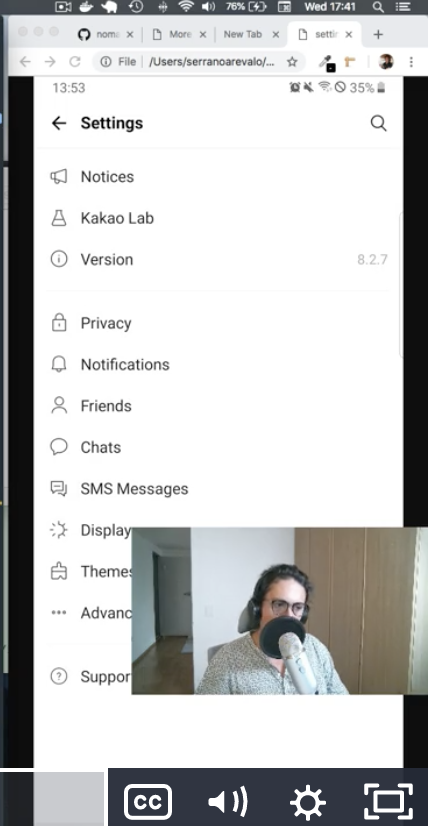 76% Wed 17:41
noma More New Tab settin
File /Users/serranoarevalo/...
13:53 35%
Settings
Notices
Kakao Lab
Version 8.2.7
Privacy
Notifications
Friends
Chats
SMS Messages
Display
Themes
Advanc
Suppor
CC